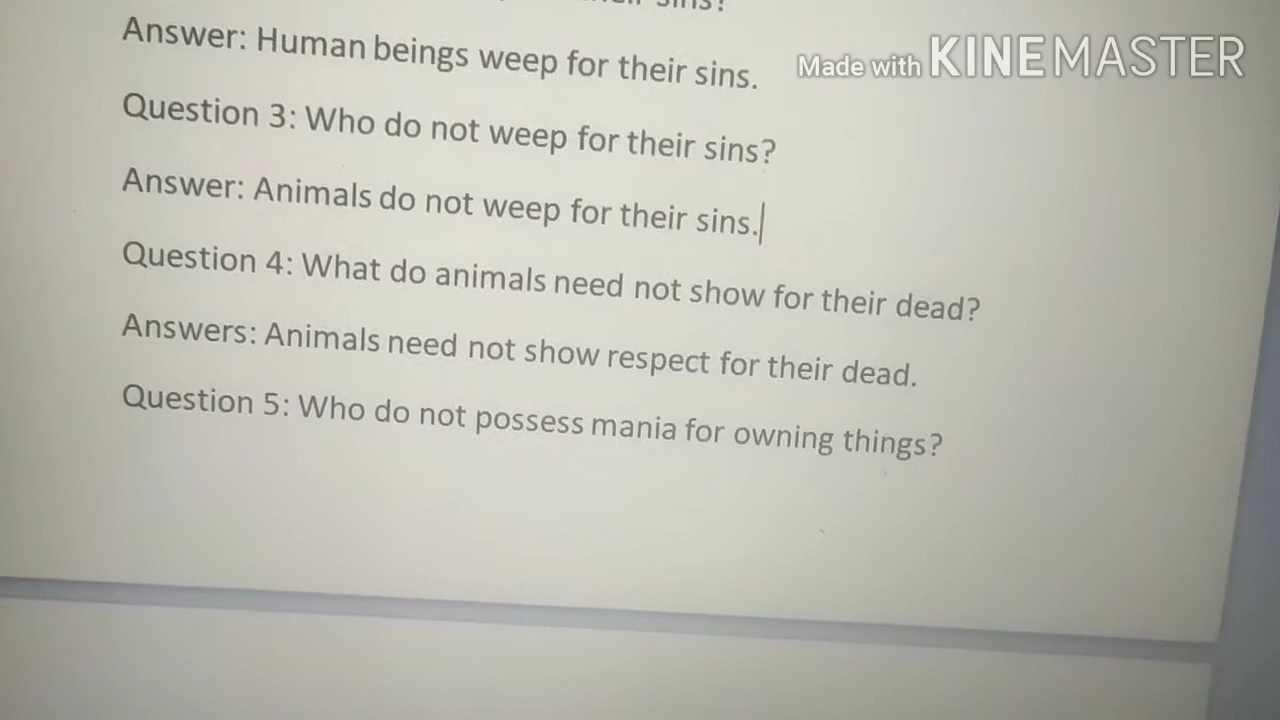 sins?
Answer: Human beings weep for their sins.
Made with KINEMASTER
Question 3: Who do not weep for their sins?
Answer: Animals do not weep for their sins.
Question 4: What do animals need not show for their dead?
Answers: Animals need not show respect for their dead.
Question 5: Who do not possess mania for owning things?